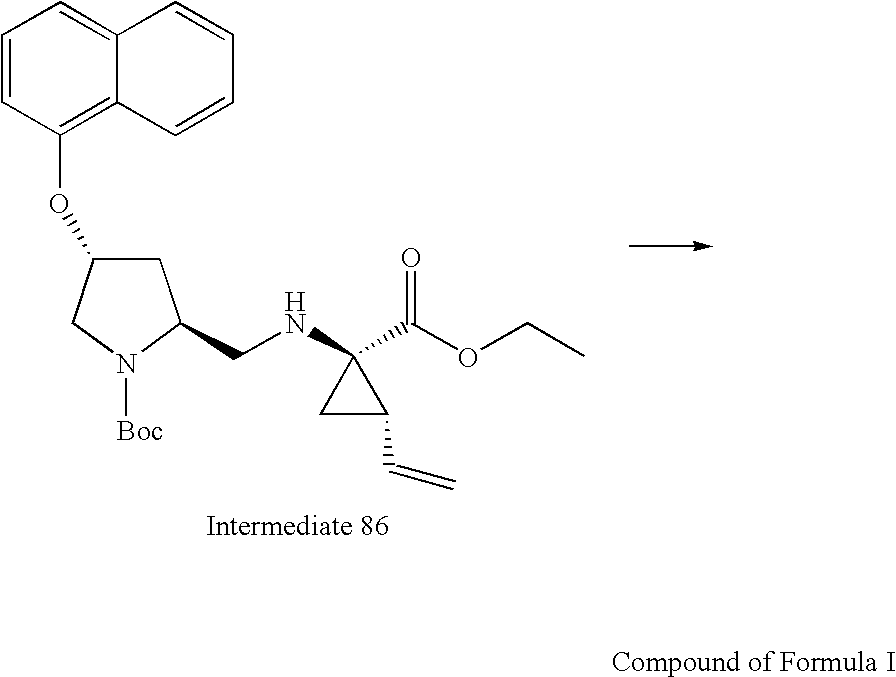 O
O
H
N
O
N
Boc
Intermediate 86
Compound of Formula I